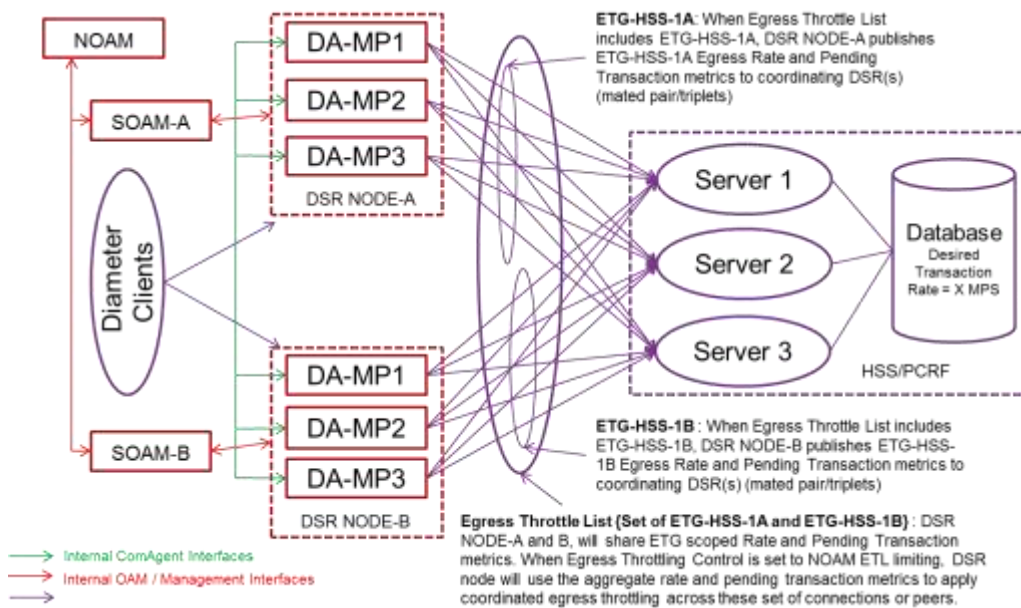 NOAM
SOAM-A
Diameter
Clients
SOAM-B
DA-MP1
DA-MP2
DA-MP3
DSR NODE-A
DA-MP1
DA-MP2
DA-MP3
DSR NODE-B
ETG-HSS-1A: When Egress Throttle List
includes ETG-HSS-1A, DSR NODE-A publishes
ETG-HSS-1A Egress Rate and Pending
Transaction metrics to coordinating DSR(s)
(mated pair/triplets)
Server 1
Server 2
Server 3
Database
Desired
Transaction
Rate = X MPS
HSS/PCRF
ETG-HSS-1B : When Egress Throttle List includes
ETG-HSS-1B, DSR NODE-B publishes ETG-HSS-
1B Egress Rate and Pending Transaction metrics to
coordinating DSR(s) (mated pair/triplets)
Egress Throttle List {Set of ETG-HSS-1A and ETG-HSS-1B} : DSR
NODE-A and B, will share ETG scoped Rate and Pending Transaction
metrics. When Egress Throttling Control is set to NOAM ETL limiting, DSR
node will use the aggregate rate and pending transaction metrics to apply
coordinated egress throttling across these set of connections or peers.
Internal ComAgent Interfaces
Internal OAM / Management Interfaces